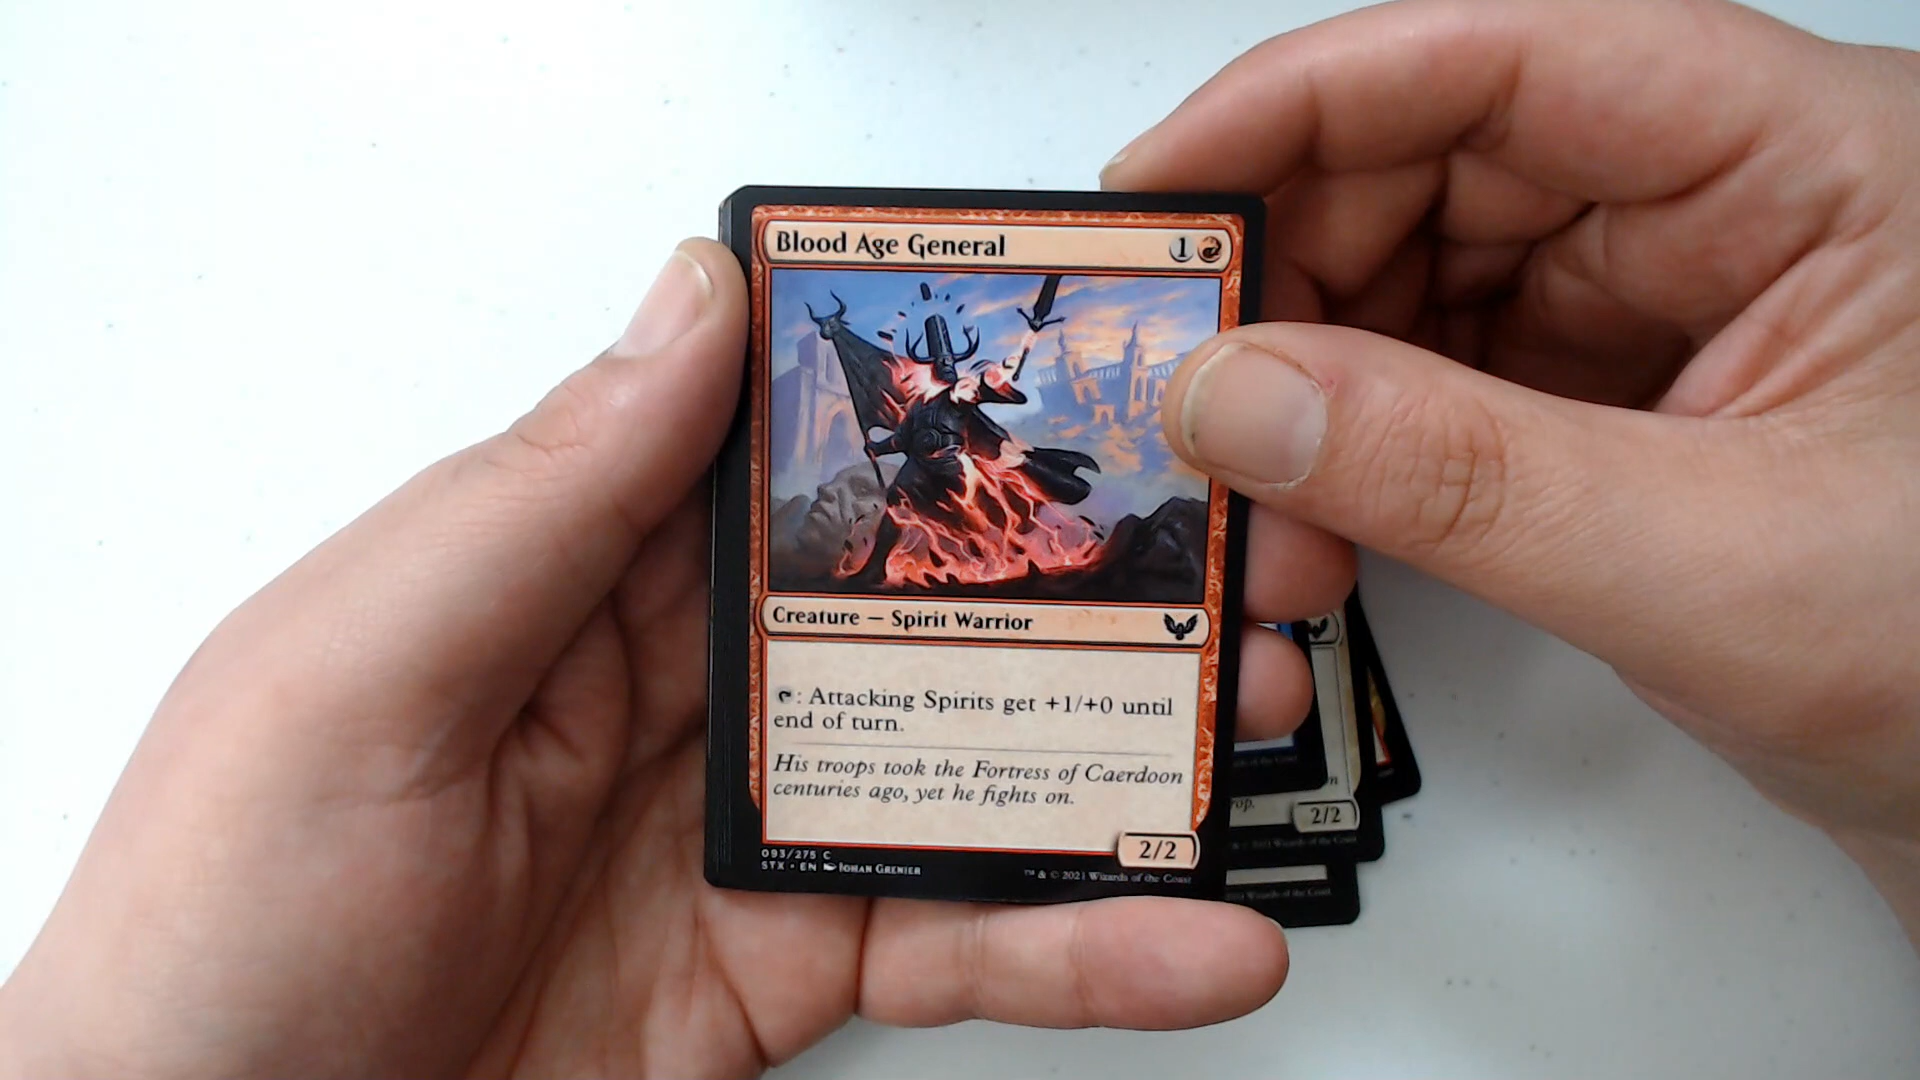 Blood Age General 1
Creature — Spirit Warrior
: Attacking Spirits get +1/+0 until
end of turn.
His troops took the Fortress of Caerdoon
centuries ago, yet he fights on.
2/2
093/275 C
STX • EN Johan Grenier
™ & © 2021 Wizards of the Coast
2/2